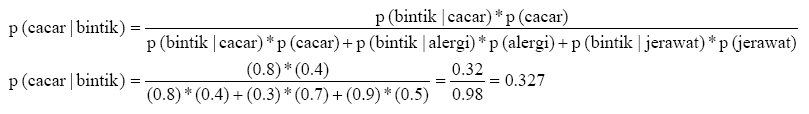 p (cacar | bintik) = p (bintik | cacar) * p (cacar) / p (bintik | cacar) * p (cacar) + p (bintik | alergi) * p (alergi) + p (bintik | jerawat) * p (jerawat)
p (cacar | bintik) = (0.8) * (0.4) / (0.8) * (0.4) + (0.3) * (0.7) + (0.9) * (0.5) = 0.32 / 0.98 = 0.327